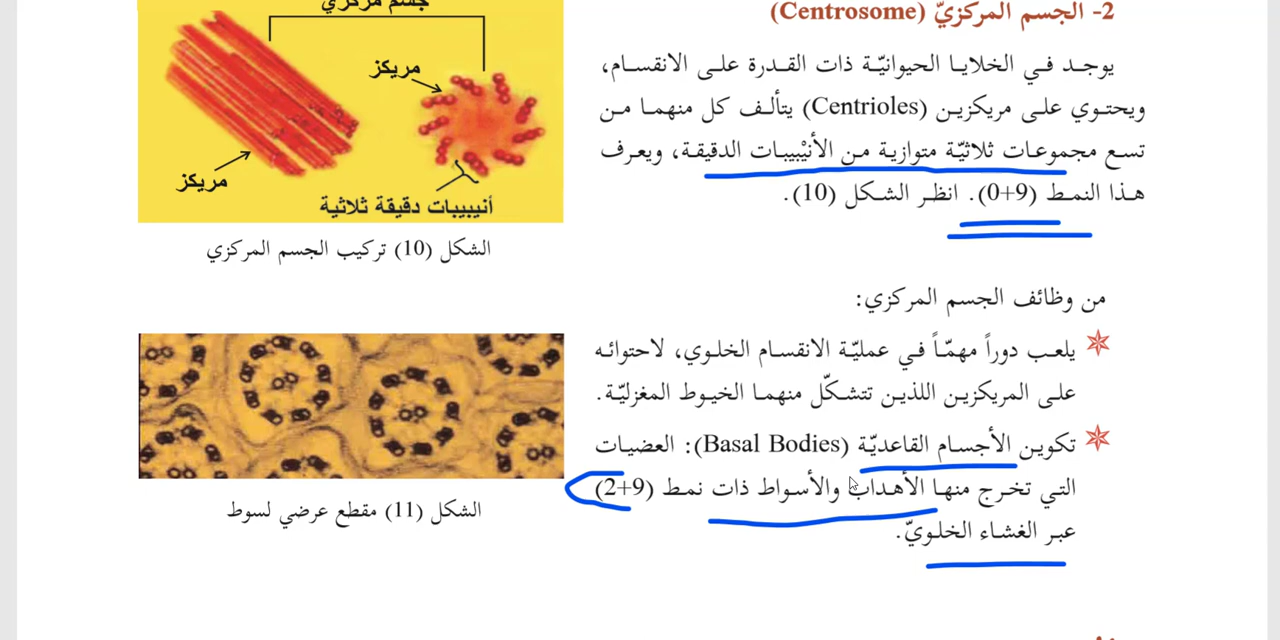 2- الجسم المركزيّ (Centrosome)
يوجد في الخلايا الحيوانيّة ذات القدرة على الانقسام،
ويحتوي على مريكزين (Centrioles) يتألف كل منهما من
تسع مجموعات ثلاثيّة متوازية من الأنيْبيبات الدقيقة، ويعرف
هذا النمط (9+0). انظر الشكل (10).
جسم مركزي
مريكز
مريكز
أنيبيبات دقيقة ثلاثية
الشكل (10) تركيب الجسم المركزي
من وظائف الجسم المركزي:
يلعب دوراً مهمّاً في عمليّة الانقسام الخلوي، لاحتوائه
على المريكزين اللذين تتشكّل منهما الخيوط المغزليّة.
تكوين الأجسام القاعديّة (Basal Bodies): العضيات
التي تخرج منها الأهداب والأسواط ذات نمط (9+2)
عبر الغشاء الخلويّ.
الشكل (11) مقطع عرضي لسوط